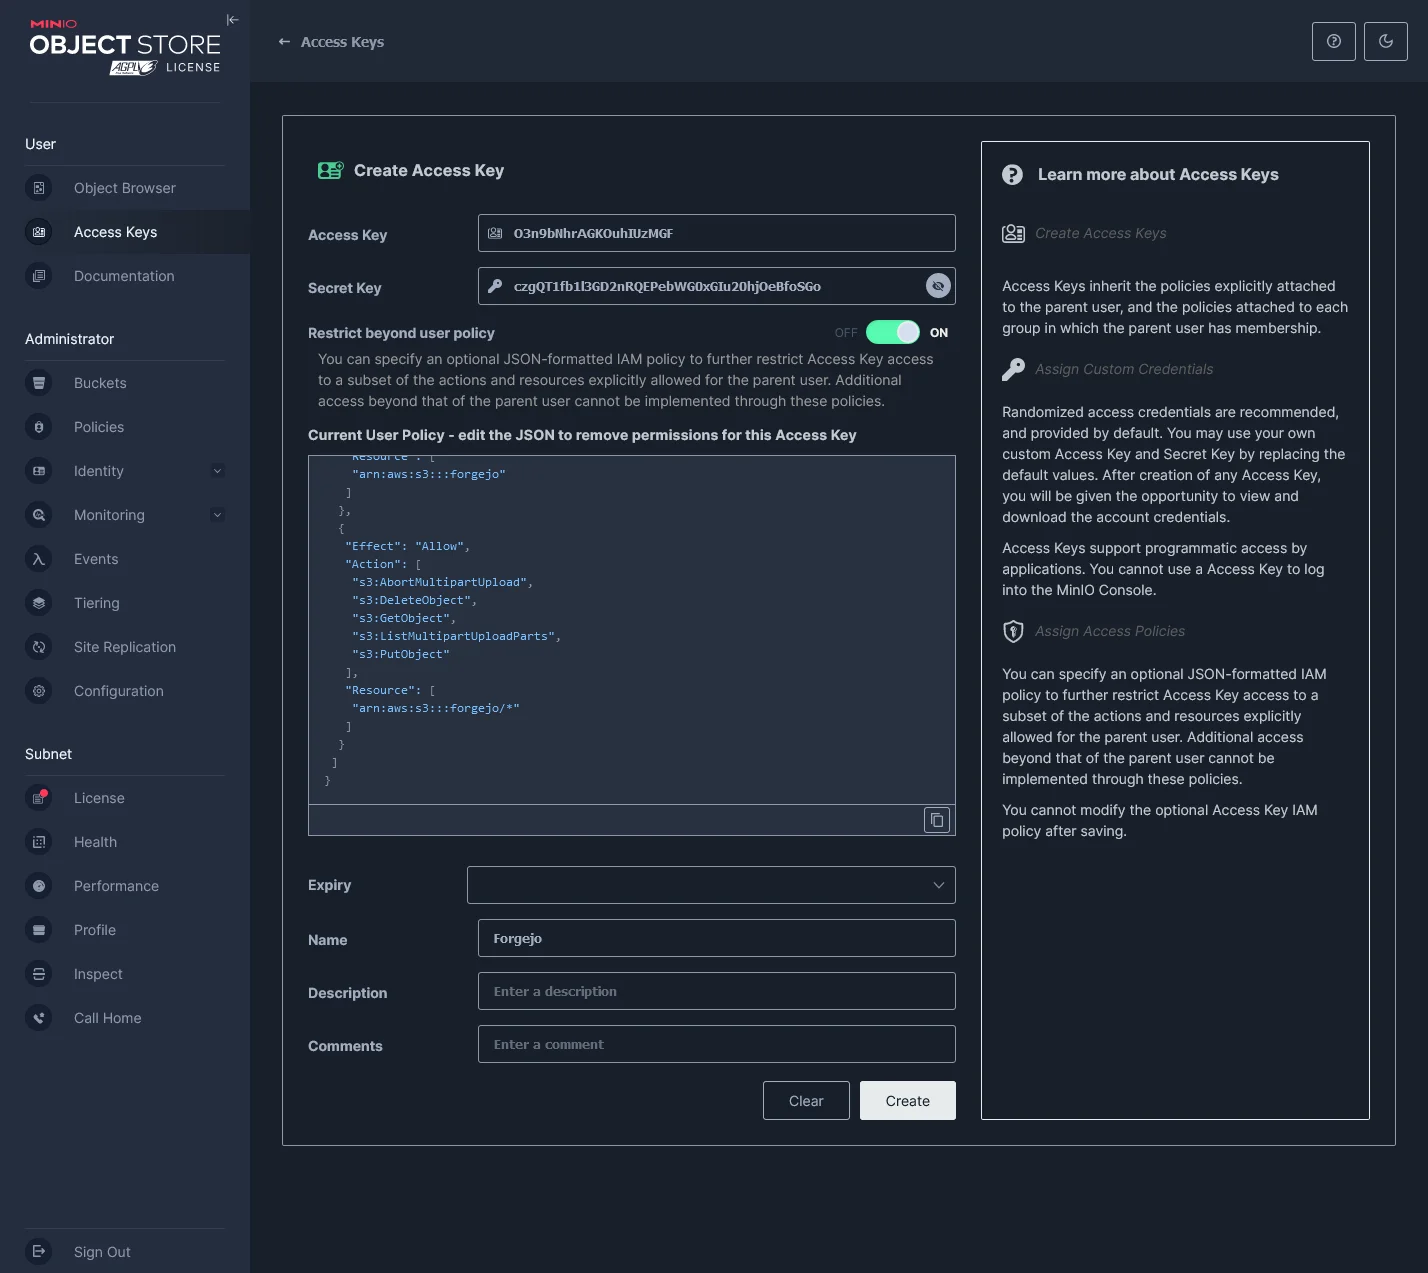 MINIO
OBJECT STORE
AGPLv3 LICENSE
User
Object Browser
Access Keys
Documentation
Administrator
Buckets
Policies
Identity
Monitoring
Events
Tiering
Site Replication
Configuration
Subnet
License
Health
Performance
Profile
Inspect
Call Home
Sign Out
← Access Keys
Create Access Key
Access Key
O3n9bNhrAGKOuhIUzMGF
Secret Key
czgQT1fb1l3GD2nRQEPebWG0xGIu20hjOeBfoSGo
Restrict beyond user policy
OFF ON
You can specify an optional JSON-formatted IAM policy to further restrict Access Key access
to a subset of the actions and resources explicitly allowed for the parent user. Additional
access beyond that of the parent user cannot be implemented through these policies.
Current User Policy - edit the JSON to remove permissions for this Access Key
"Resource": [
"arn:aws:s3:::forgejo"
]
},
{
"Effect": "Allow",
"Action": [
"s3:AbortMultipartUpload",
"s3:DeleteObject",
"s3:GetObject",
"s3:ListMultipartUploadParts",
"s3:PutObject"
],
"Resource": [
"arn:aws:s3:::forgejo/*"
]
}
]
}
Expiry
Name
Forgejo
Description
Enter a description
Comments
Enter a comment
Clear
Create
Learn more about Access Keys
Create Access Keys
Access Keys inherit the policies explicitly attached
to the parent user, and the policies attached to each
group in which the parent user has membership.
Assign Custom Credentials
Randomized access credentials are recommended,
and provided by default. You may use your own
custom Access Key and Secret Key by replacing the
default values. After creation of any Access Key,
you will be given the opportunity to view and
download the account credentials.
Access Keys support programmatic access by
applications. You cannot use a Access Key to log
into the MinIO Console.
Assign Access Policies
You can specify an optional JSON-formatted IAM
policy to further restrict Access Key access to a
subset of the actions and resources explicitly
allowed for the parent user. Additional access
beyond that of the parent user cannot be
implemented through these policies.
You cannot modify the optional Access Key IAM
policy after saving.